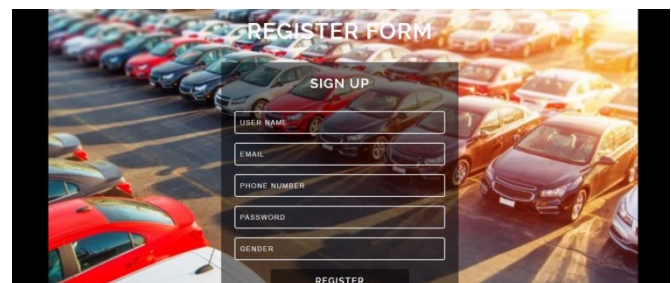 REGISTER FORM
SIGN UP
USER NAME
EMAIL
PHONE NUMBER
PASSWORD
GENDER
REGISTER